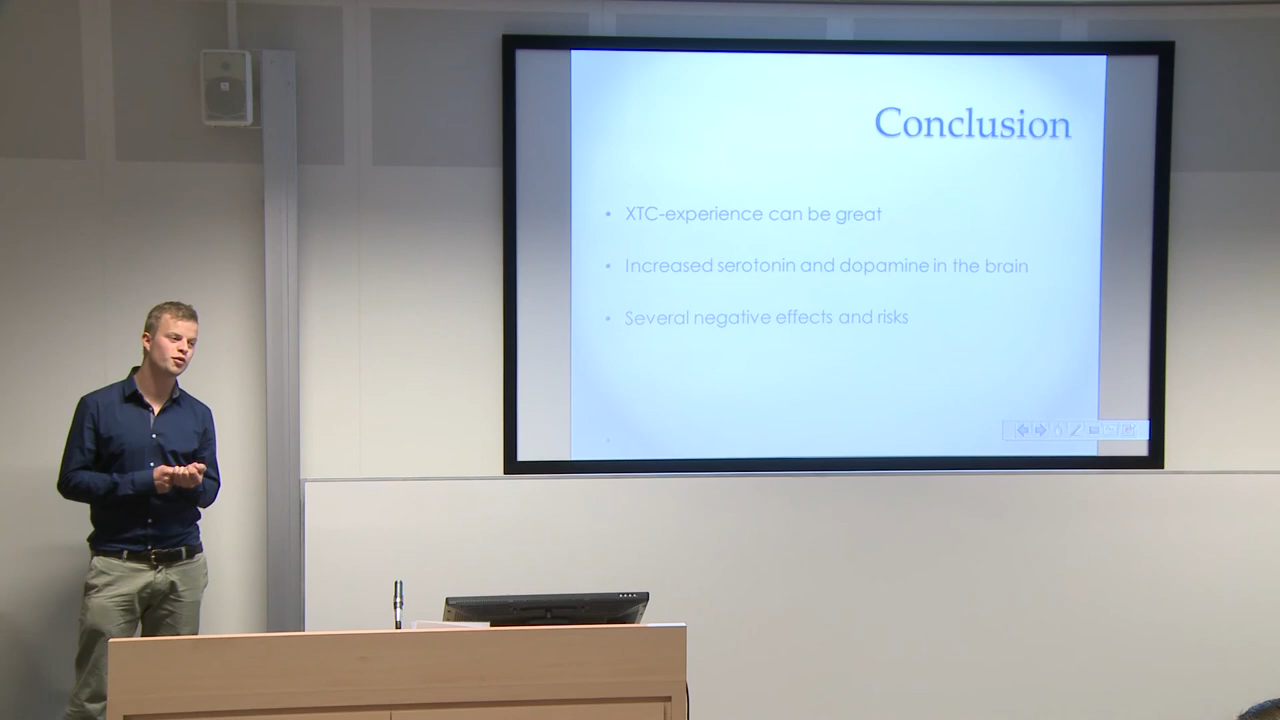 Conclusion
• XTC-experience can be great
• Increased serotonin and dopamine in the brain
• Several negative effects and risks